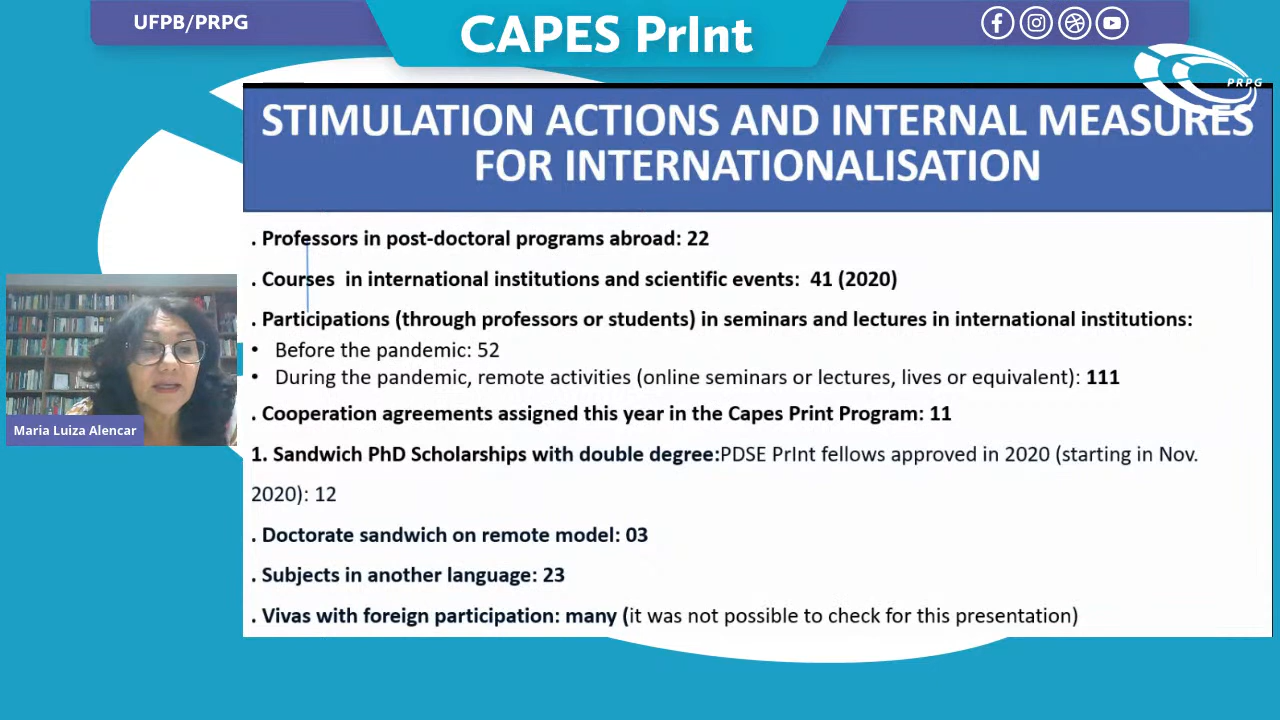 UFPB/PRPG
CAPES PrInt
PRPG
STIMULATION ACTIONS AND INTERNAL MEASURES
FOR INTERNATIONALISATION
. Professors in post-doctoral programs abroad: 22
. Courses in international institutions and scientific events: 41 (2020)
. Participations (through professors or students) in seminars and lectures in international institutions:
• Before the pandemic: 52
• During the pandemic, remote activities (online seminars or lectures, lives or equivalent): 111
. Cooperation agreements assigned this year in the Capes Print Program: 11
1. Sandwich PhD Scholarships with double degree:PDSE PrInt fellows approved in 2020 (starting in Nov.
2020): 12
. Doctorate sandwich on remote model: 03
. Subjects in another language: 23
. Vivas with foreign participation: many (it was not possible to check for this presentation)
Maria Luiza Alencar